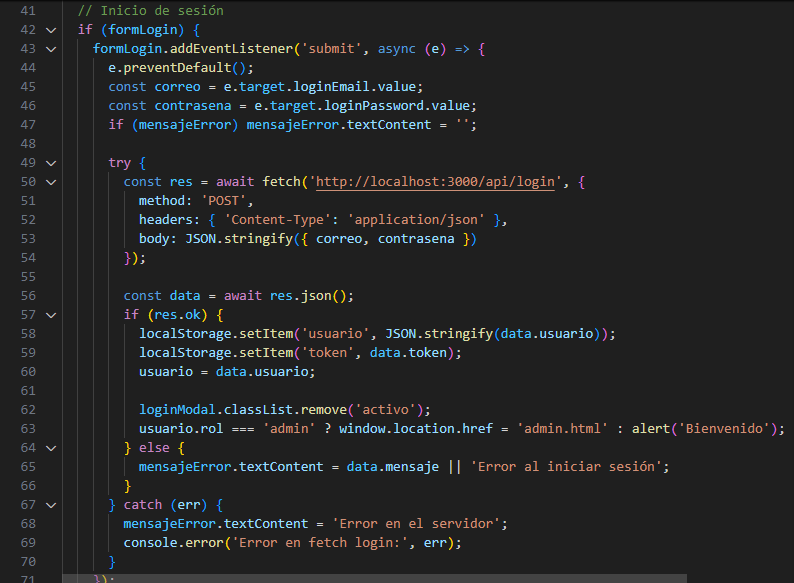 41 // Inicio de sesión
42 if (formLogin) {
43 formLogin.addEventListener('submit', async (e) => {
44 e.preventDefault();
45 const correo = e.target.loginEmail.value;
46 const contrasena = e.target.loginPassword.value;
47 if (mensajeError) mensajeError.textContent = '';
48
49 try {
50 const res = await fetch('http://localhost:3000/api/login', {
51 method: 'POST',
52 headers: { 'Content-Type': 'application/json' },
53 body: JSON.stringify({ correo, contrasena })
54 });
55
56 const data = await res.json();
57 if (res.ok) {
58 localStorage.setItem('usuario', JSON.stringify(data.usuario));
59 localStorage.setItem('token', data.token);
60 usuario = data.usuario;
61
62 loginModal.classList.remove('activo');
63 usuario.rol === 'admin' ? window.location.href = 'admin.html' : alert('Bienvenido');
64 } else {
65 mensajeError.textContent = data.mensaje || 'Error al iniciar sesión';
66 }
67 } catch (err) {
68 mensajeError.textContent = 'Error en el servidor';
69 console.error('Error en fetch login:', err);
70 }
71 });